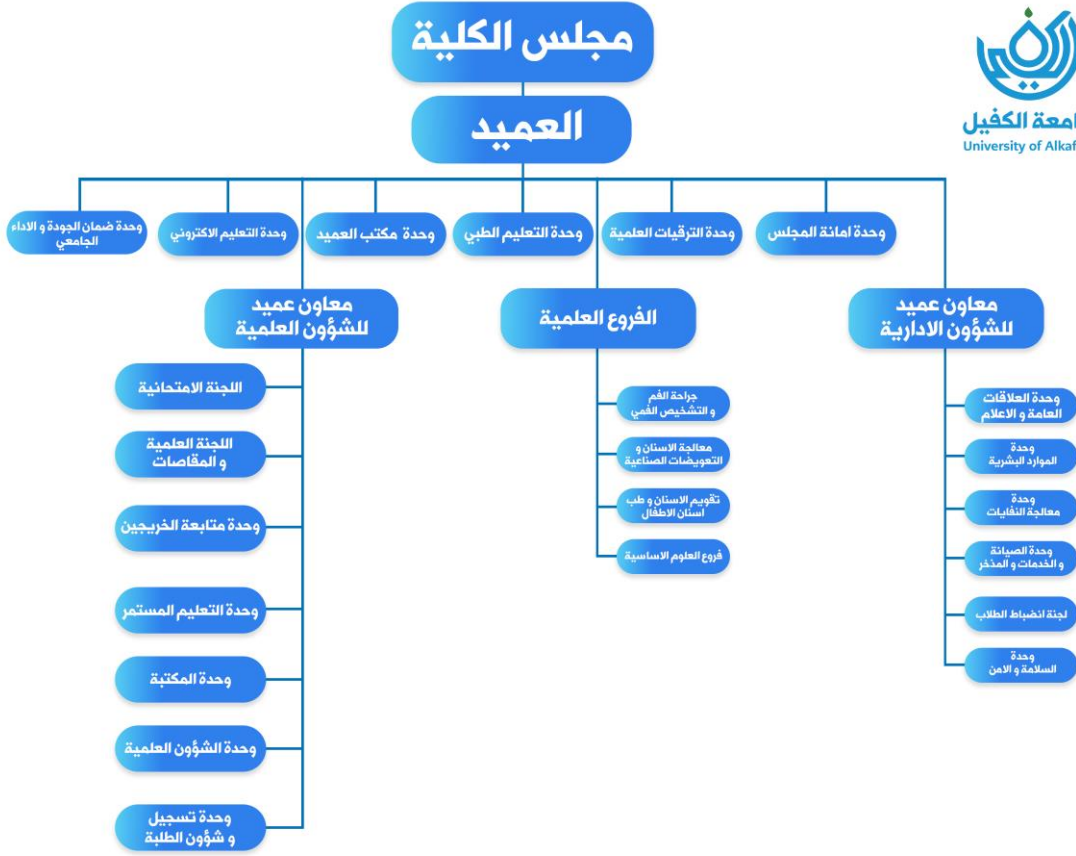 مجلس الكلية
العميد
امعة الكفيل
University of Alkaf
وحدة امانة المجلس
وحدة الترقيات العلمية
وحدة التعليم الطبي
وحدة مكتب العميد
وحدة التعليم الاكتروني
وحدة ضمان الجودة و الاداء
الجامعي
معاون عميد
للشؤون الادارية
وحدة العلاقات
العامة و الاعلام
وحدة
الموارد البشرية
وحدة
معالجة النفايات
وحدة الصيانة
و الخدمات و المخزر
لجنة انضباط الطلاب
وحدة
السلامة و الامن
الفروع العلمية
جراحة الفم
و التشخيص الفمي
معالجة الاسنان و
التعويضات الصناعية
تقويم الاسنان و طب
اسنان الاطفال
فروع العلوم الاساسية
معاون عميد
للشؤون العلمية
اللجنة الامتحانية
اللجنة العلمية
و المقاصات
وحدة متابعة الخريجين
وحدة التعليم المستمر
وحدة المكتبة
وحدة الشؤون العلمية
وحدة تسجيل
و شؤون الطلبة